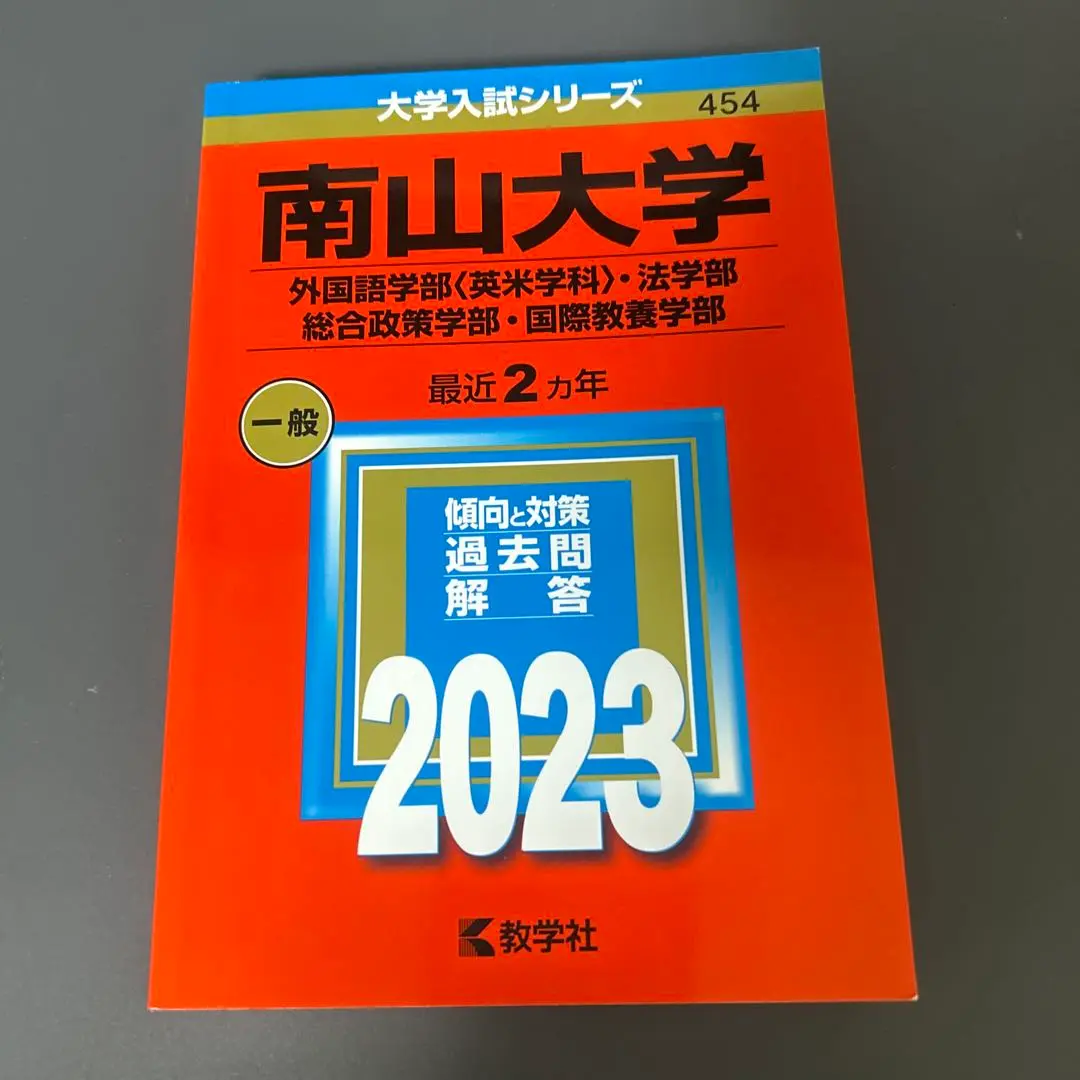 大学入試シリーズ 454
南山大学
外国語学部〈英米学科〉・法学部
総合政策学部・国際教養学部
最近2カ年
一般
傾向と対策
過去問
解答
2023
教学社